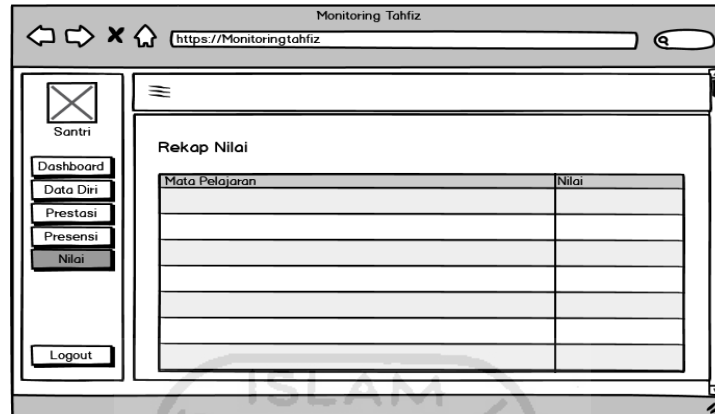 Monitoring Tahfiz
https://Monitoringtahfiz
Santri
Dashboard
Data Diri
Prestasi
Presensi
Nilai
Logout
Rekap Nilai
Mata Pelajaran Nilai
ISLAM